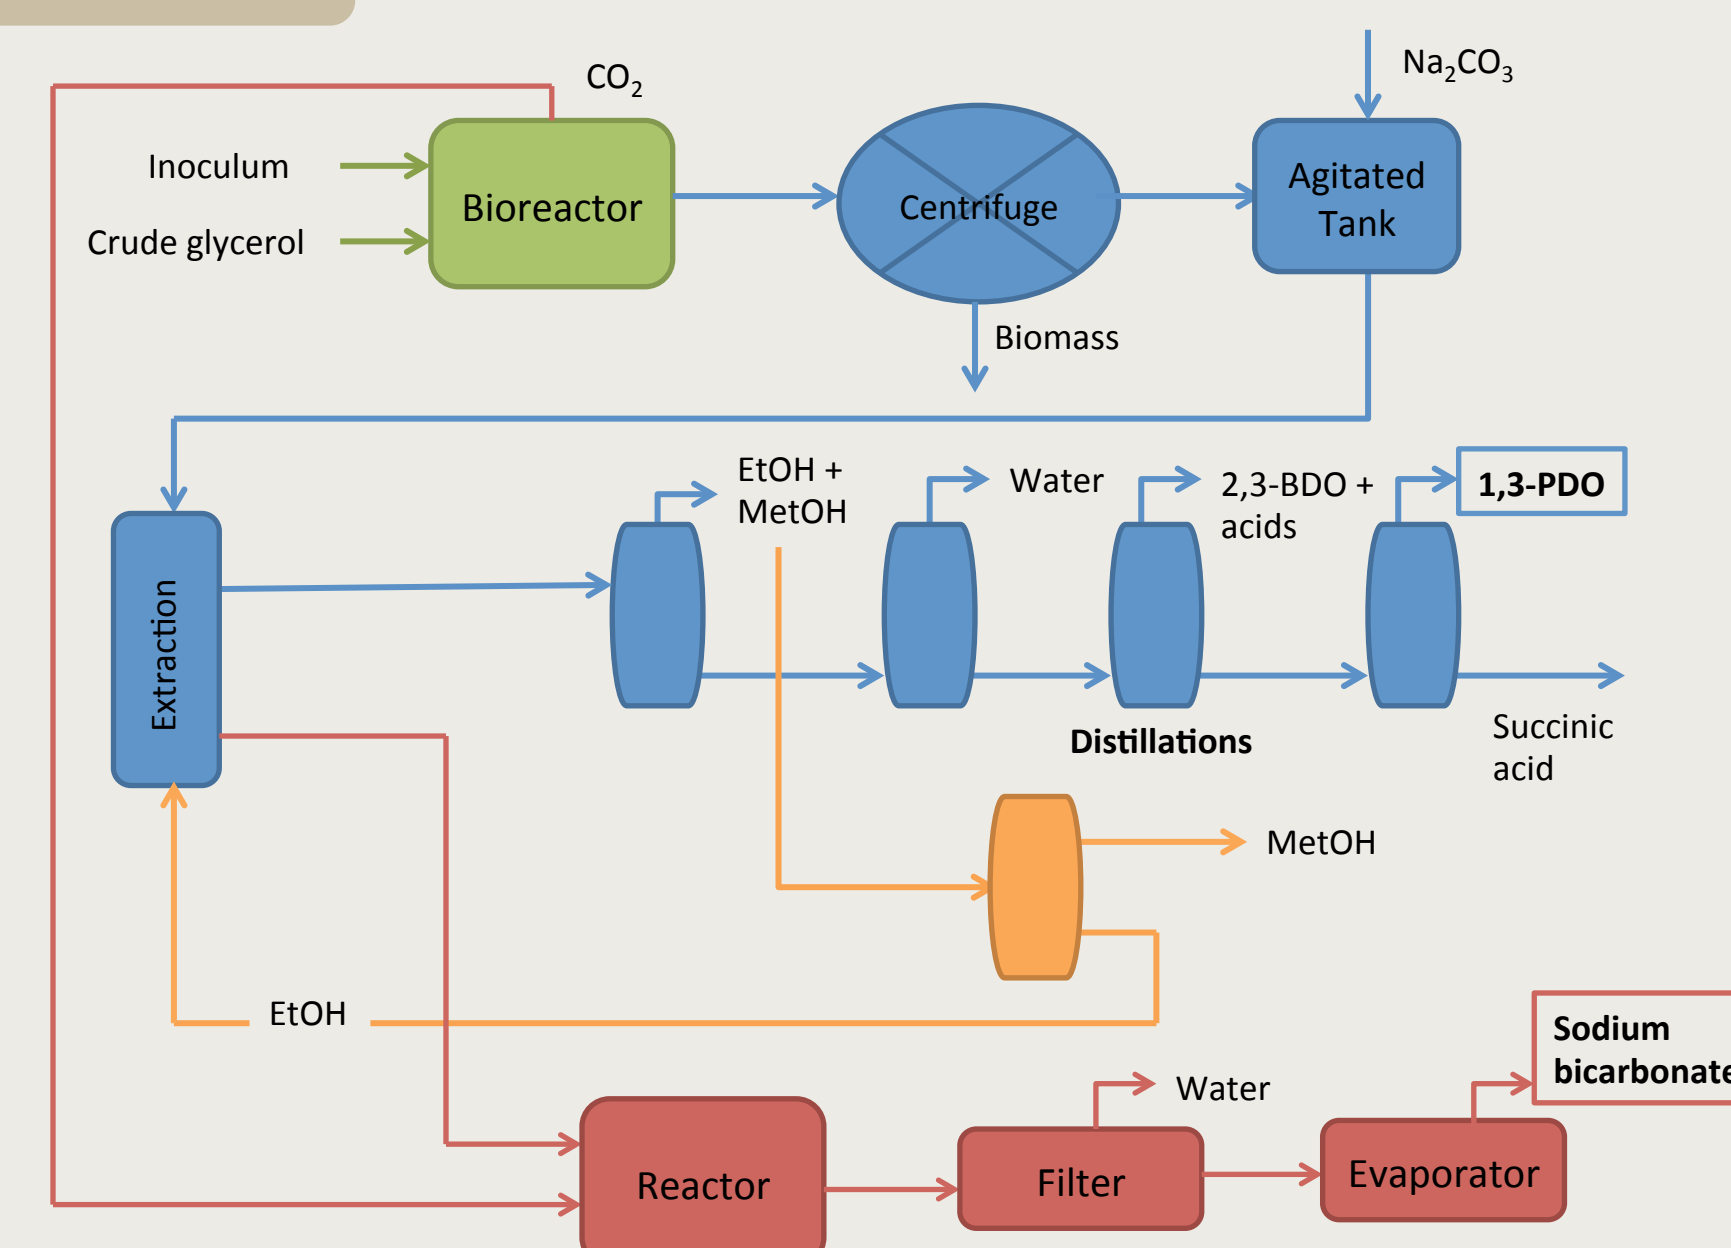 CO₂
Na₂CO₃
Inoculum
Crude glycerol
Bioreactor
Centrifuge
Agitated
Tank
Biomass
EtOH +
MetOH
Water
2,3-BDO +
acids
1,3-PDO
Extraction
Distillations
Succinic
acid
MetOH
EtOH
Sodium
bicarbonate
Water
Reactor
Filter
Evaporator